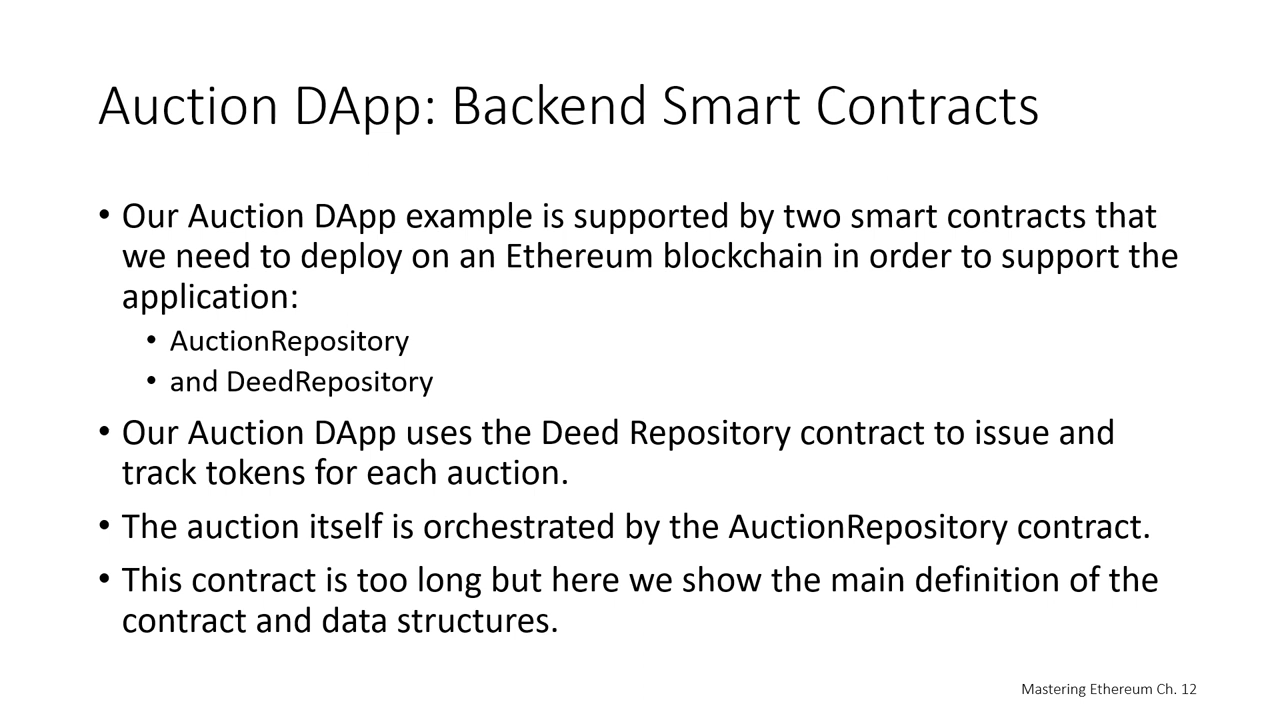 Auction DApp: Backend Smart Contracts
• Our Auction DApp example is supported by two smart contracts that
we need to deploy on an Ethereum blockchain in order to support the
application:
• AuctionRepository
• and DeedRepository
• Our Auction DApp uses the Deed Repository contract to issue and
track tokens for each auction.
• The auction itself is orchestrated by the AuctionRepository contract.
• This contract is too long but here we show the main definition of the
contract and data structures.
Mastering Ethereum Ch. 12